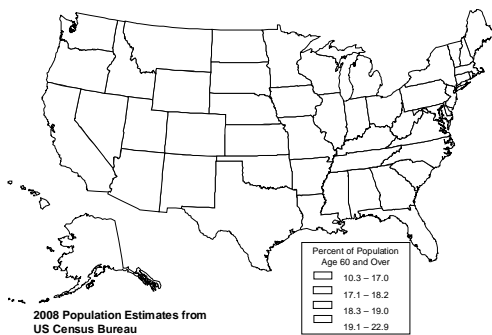 Percent of Population
Age 60 and Over
10.3 – 17.0
17.1 – 18.2
18.3 – 19.0
19.1 – 22.9
2008 Population Estimates from
US Census Bureau